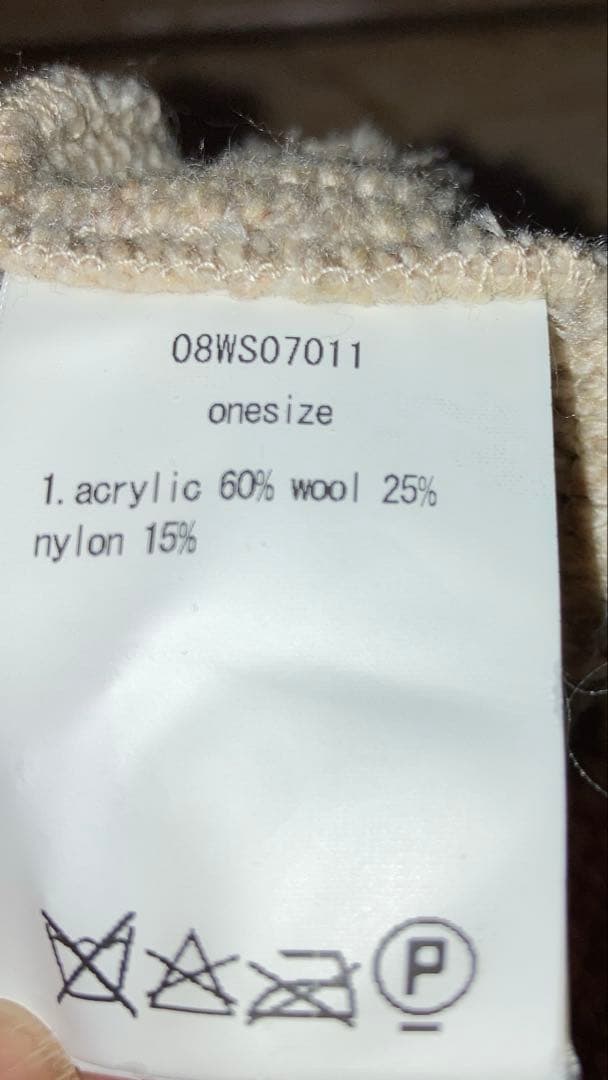 08WS07011
onesize
1. acrylic 60% wool 25%
nylon 15%
P